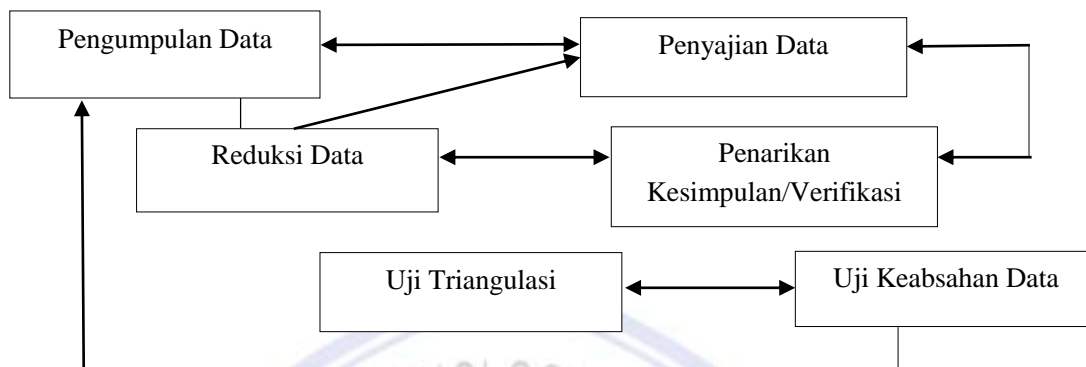 Pengumpulan Data
Penyajian Data
Reduksi Data
Penarikan
Kesimpulan/Verifikasi
Uji Triangulasi
Uji Keabsahan Data